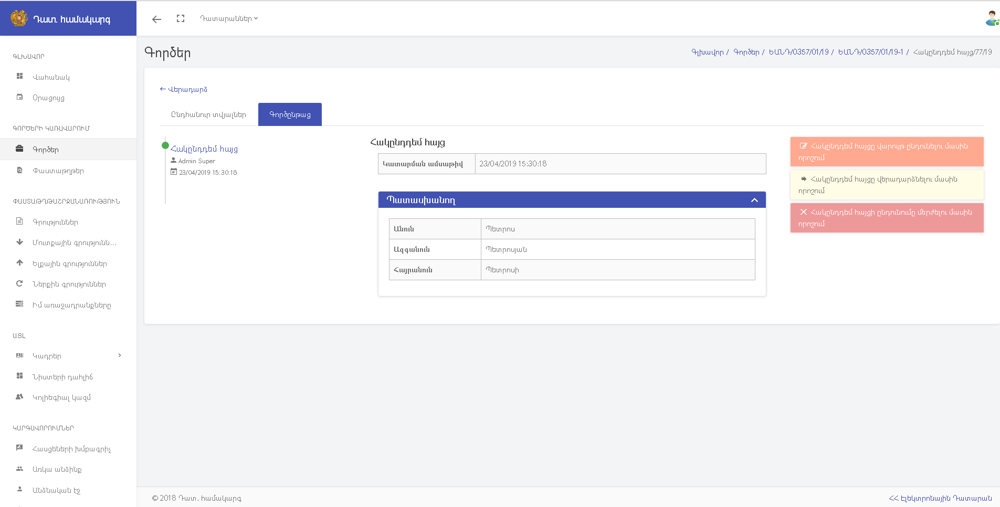 Դատ. համակարգ
Դատարաններ
Գործեր
Գլխավոր / Գործեր / ԵԱՆԴ/0357/01/19 / ԵԱՆԴ/0357/01/19-1 / Հակընդդեմ հայց/77/19
ԳԼԽԱՎՈՐ
Վահանակ
Օրացույց
ԳՈՐԾԵՐԻ ԿԱՌԱՎԱՐՈՒՄ
Գործեր
Փաստաթղթեր
ՓԱՍՏԱԹՂԹԱՇՐՋԱՆԱՌՈՒԹՅՈՒՆ
Գրություններ
Մուտքային գրությունն...
Ելքային գրություններ
Ներքին գրություններ
Իմ առաջադրանքները
ԱՅԼ
Կադրեր
Նիստերի դահլիճ
Կոլիեգիալ կազմ
ԿԱՐԳԱՎՈՐՈՒՄՆԵՐ
Հասցեների խմբագրիչ
Առկա անձինք
Անձնական էջ
← Վերադարձ
Ընդհանուր տվյալներ
Գործընթաց
Հակընդդեմ հայց
Admin Super
23/04/2019 15:30:18
Հակընդդեմ հայց
Կատարման ամսաթիվ 23/04/2019 15:30:18
Պատասխանող
Անուն Պետրոս
Ազգանուն Պետրոսյան
Հայրանուն Պետրոսի
Հակընդդեմ հայցը վարույթ ընդունելու մասին
որոշում
Հակընդդեմ հայցը վերադարձնելու մասին
որոշում
Հակընդդեմ հայցի ընդունումը մերժելու մասին
որոշում
© 2018 Դատ. համակարգ
ՀՀ Էլեկտրոնային Դատարան